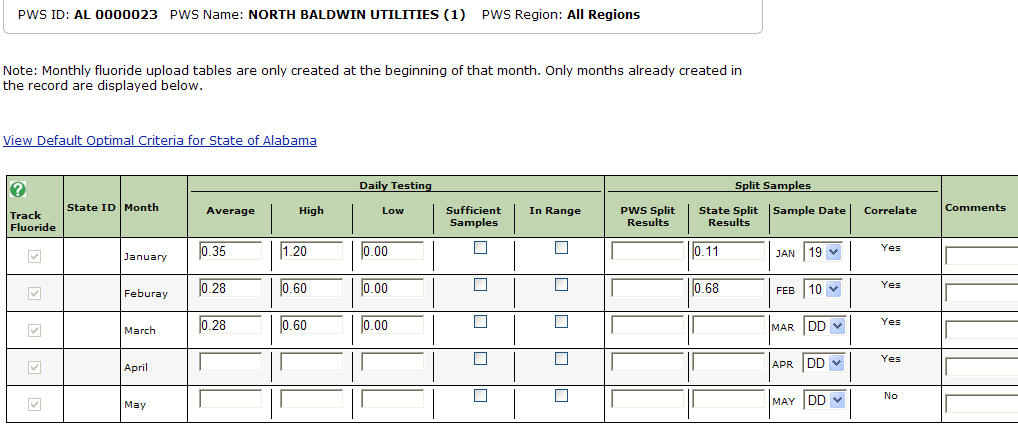 PWS ID: AL 0000023 PWS Name: NORTH BALDWIN UTILITIES (1) PWS Region: All Regions
Note: Monthly fluoride upload tables are only created at the beginning of that month. Only months already created in
the record are displayed below.
View Default Optimal Criteria for State of Alabama
?
Daily Testing Split Samples
Track Fluoride State ID Month Average High Low Sufficient Samples In Range PWS Split Results State Split Results Sample Date Correlate Comments
January 0.35 1.20 0.00 0.11 JAN 19 Yes
Feburay 0.28 0.60 0.00 0.68 FEB 10 Yes
March 0.28 0.60 0.00 MAR DD Yes
April APR DD Yes
May MAY DD No